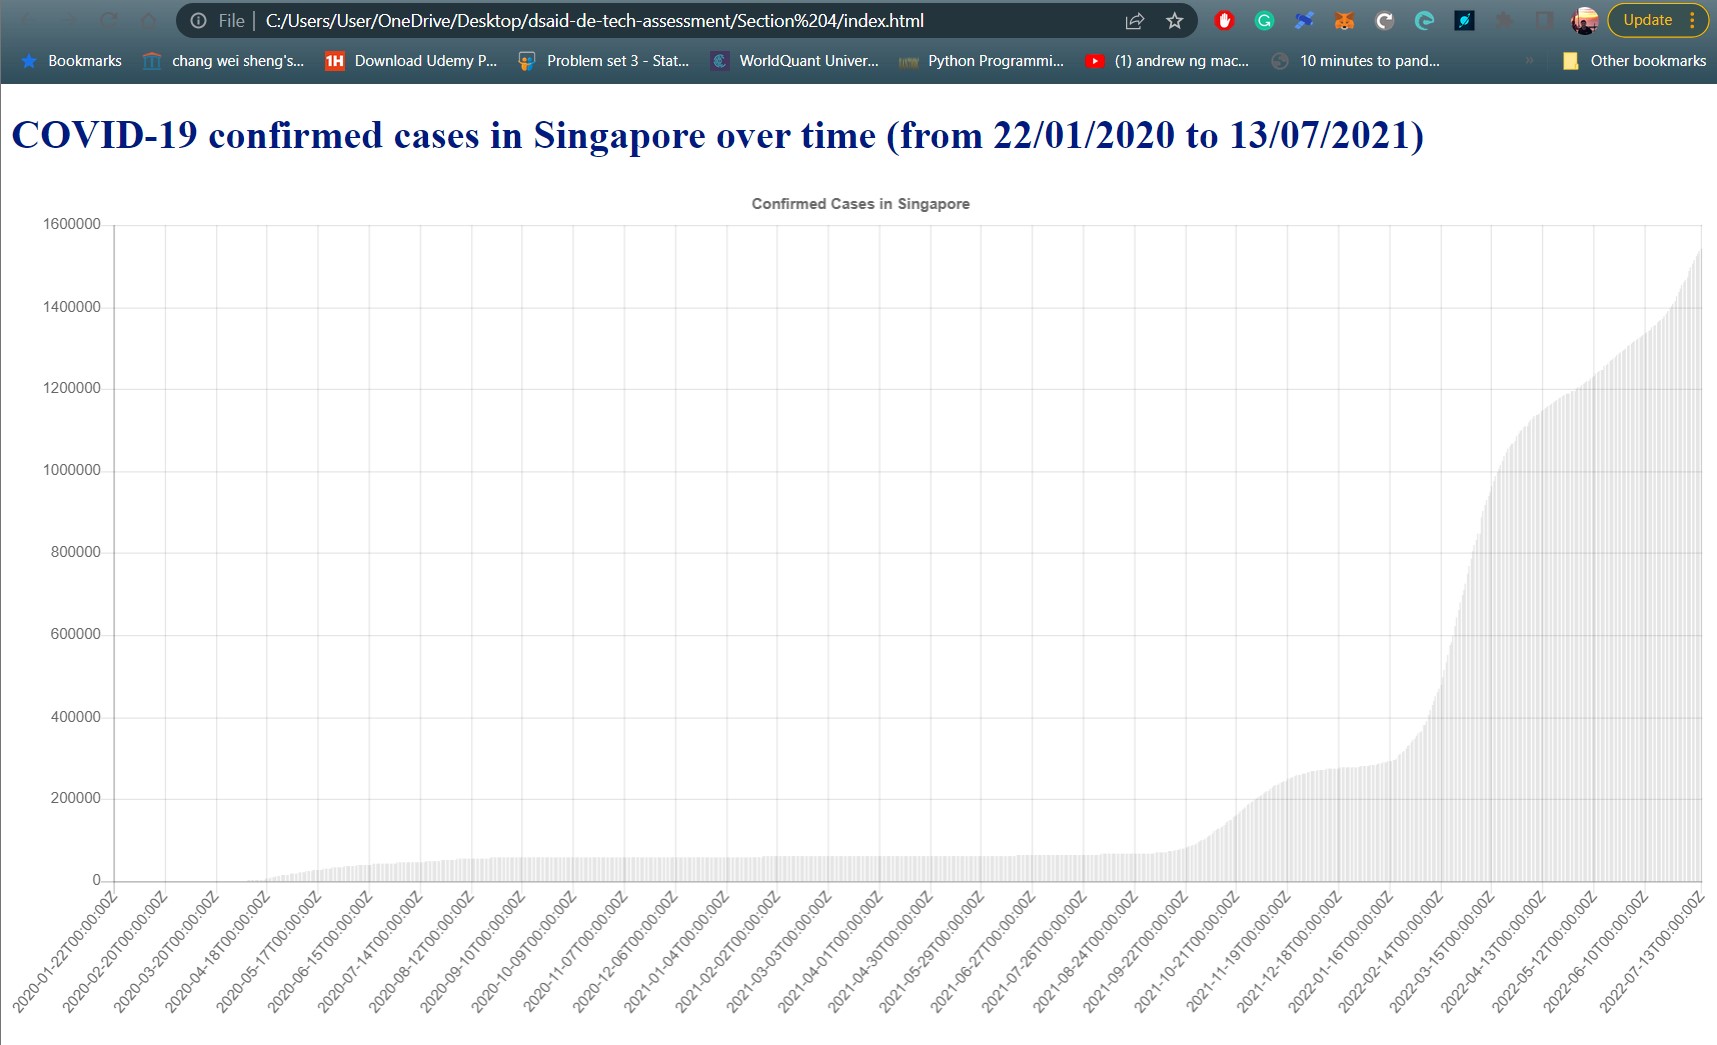 File C:/Users/User/OneDrive/Desktop/dsaid-de-tech-assessment/Section%204/index.html Update
Bookmarks chang wei sheng's... 1H Download Udemy P... Problem set 3 - Stat... WorldQuant Univer... Python Programmi... (1) andrew ng mac... 10 minutes to pand... » Other bookmarks
COVID-19 confirmed cases in Singapore over time (from 22/01/2020 to 13/07/2021)
Confirmed Cases in Singapore
1600000
1400000
1200000
1000000
800000
600000
400000
200000
0
2020-01-22T00:00:00Z
2020-02-20T00:00:00Z
2020-03-20T00:00:00Z
2020-04-18T00:00:00Z
2020-05-17T00:00:00Z
2020-06-15T00:00:00Z
2020-07-14T00:00:00Z
2020-08-12T00:00:00Z
2020-09-10T00:00:00Z
2020-10-09T00:00:00Z
2020-11-07T00:00:00Z
2020-12-06T00:00:00Z
2021-01-04T00:00:00Z
2021-02-02T00:00:00Z
2021-03-03T00:00:00Z
2021-04-01T00:00:00Z
2021-04-30T00:00:00Z
2021-05-29T00:00:00Z
2021-06-27T00:00:00Z
2021-07-26T00:00:00Z
2021-08-24T00:00:00Z
2021-09-22T00:00:00Z
2021-10-21T00:00:00Z
2021-11-19T00:00:00Z
2021-12-18T00:00:00Z
2022-01-16T00:00:00Z
2022-02-14T00:00:00Z
2022-03-15T00:00:00Z
2022-04-13T00:00:00Z
2022-05-12T00:00:00Z
2022-06-10T00:00:00Z
2022-07-13T00:00:00Z